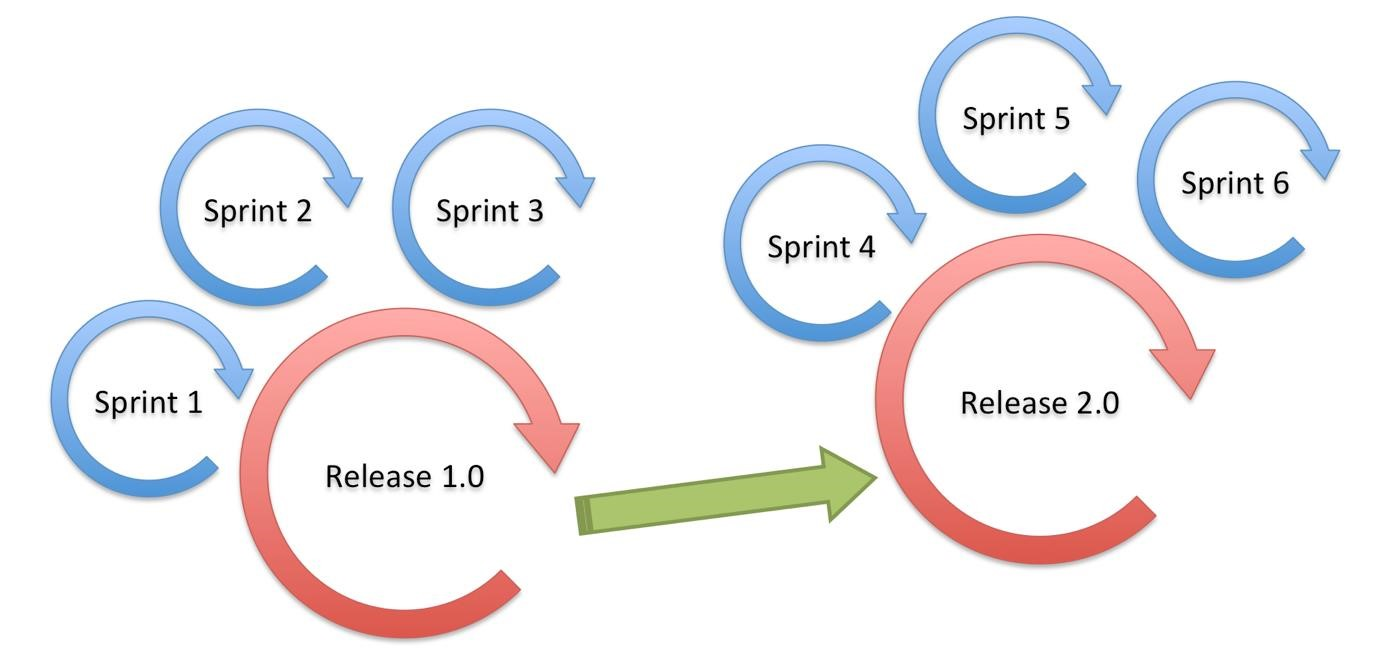 Sprint 1
Sprint 2
Sprint 3
Release 1.0
Sprint 4
Sprint 5
Sprint 6
Release 2.0